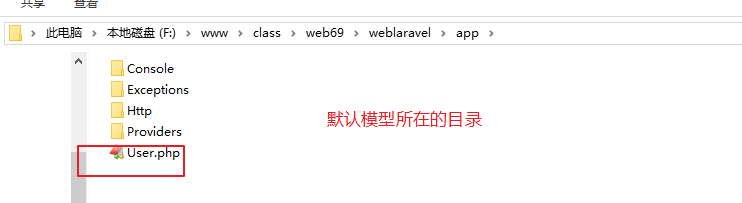 共享 查看
此电脑 > 本地磁盘 (F:) > www > class > web69 > weblaravel > app >
Console
Exceptions
Http
默认模型所在的目录
Providers
User.php